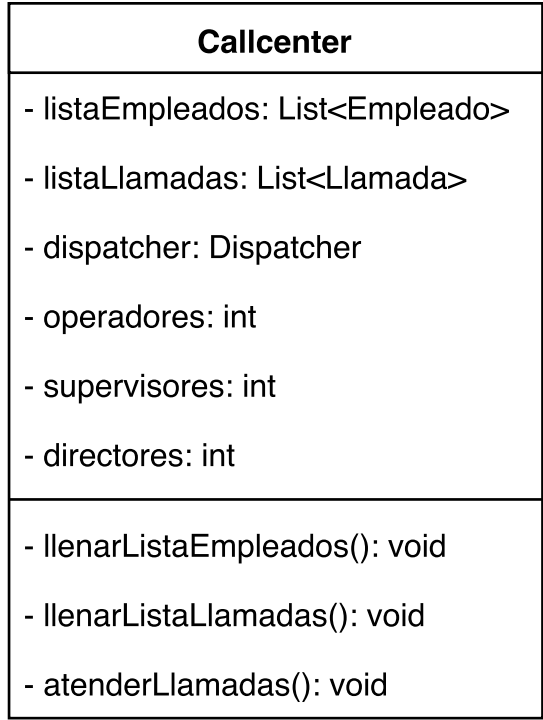 Callcenter
- listaEmpleados: List<Empleado>
- listaLlamadas: List<Llamada>
- dispatcher: Dispatcher
- operadores: int
- supervisores: int
- directores: int
- llenarListaEmpleados(): void
- llenarListaLlamadas(): void
- atenderLlamadas(): void